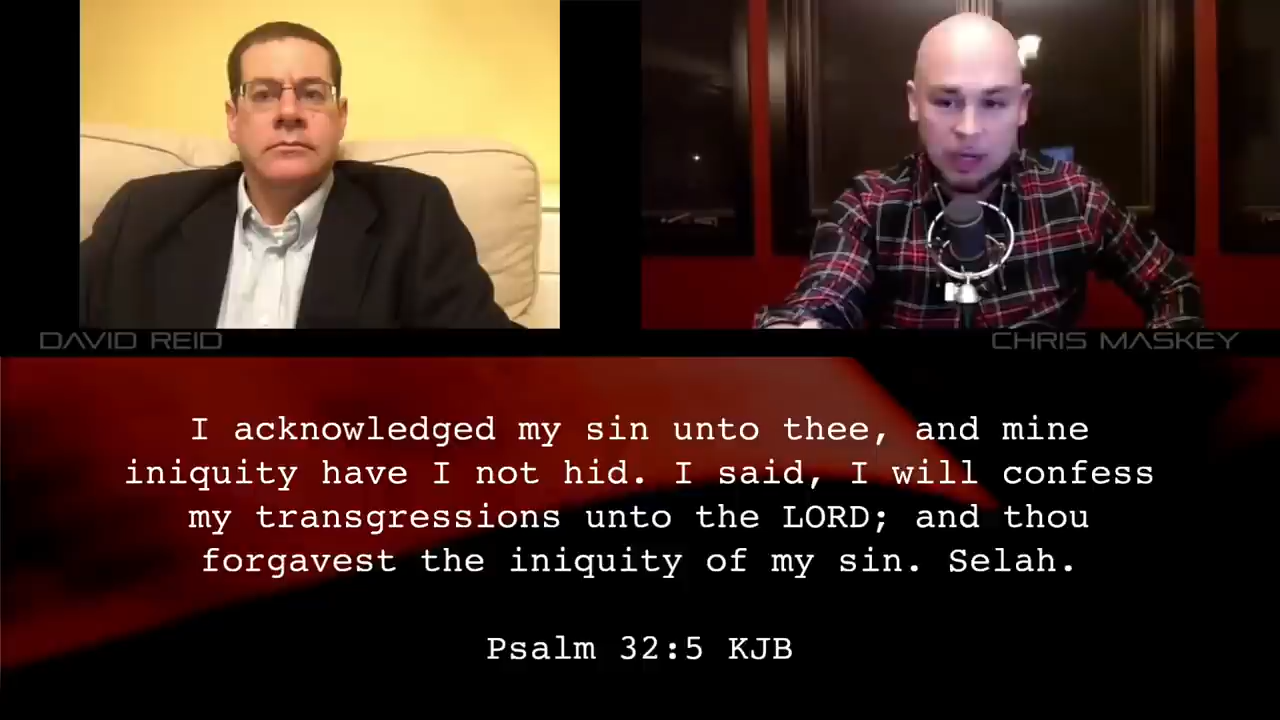 DAVID REID
CHRIS MASKEY
I acknowledged my sin unto thee, and mine
iniquity have I not hid. I said, I will confess
my transgressions unto the LORD; and thou
forgavest the iniquity of my sin. Selah.
Psalm 32:5 KJB